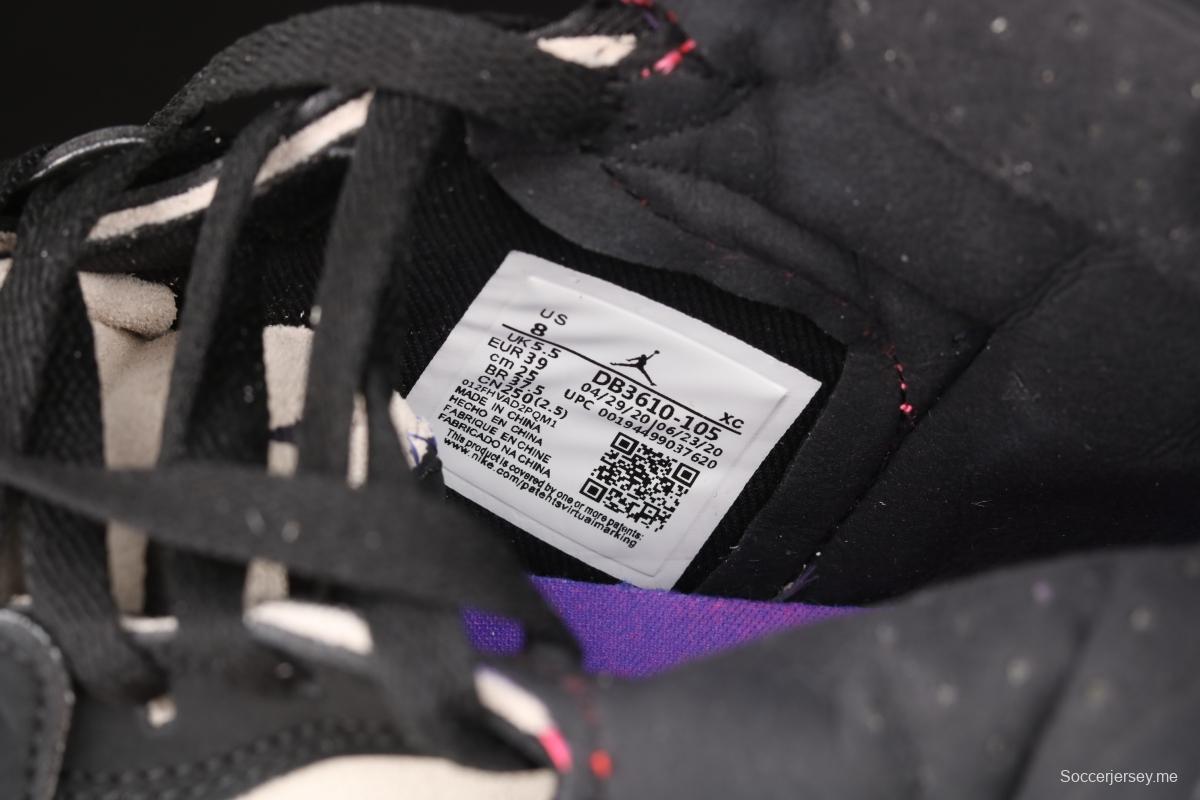 US
8
UK 5.5
EUR 39
cm 25
BR 37.5
CN 250(2.5)
012FHVAD2PQM1
MADE IN CHINA
HECHO EN CHINA
FABRIQUE EN CHINE
FABRICADO NA CHINA
This product is covered by one or more patents:
www.nike.com/patentsvirtualmarking
XC
DB3610-105
04/29/20|06/23/20
UPC 00194499037620
Soccerjersey.me